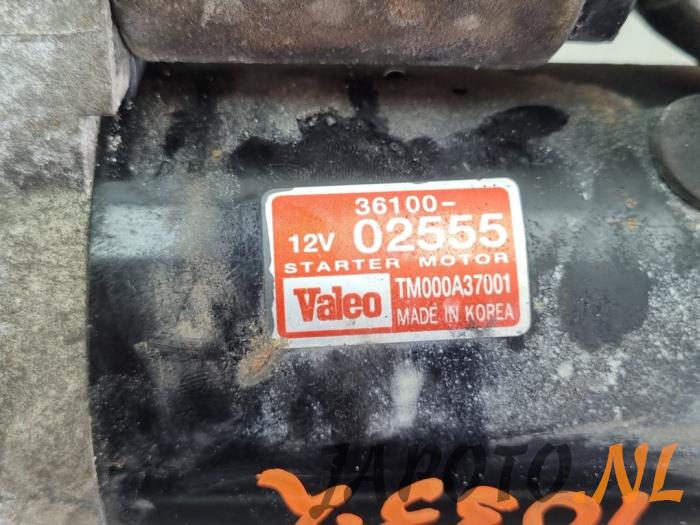 36100-
12V 02555
STARTER MOTOR
Valeo TM000A37001
MADE IN KOREA
JAPOTO.NL